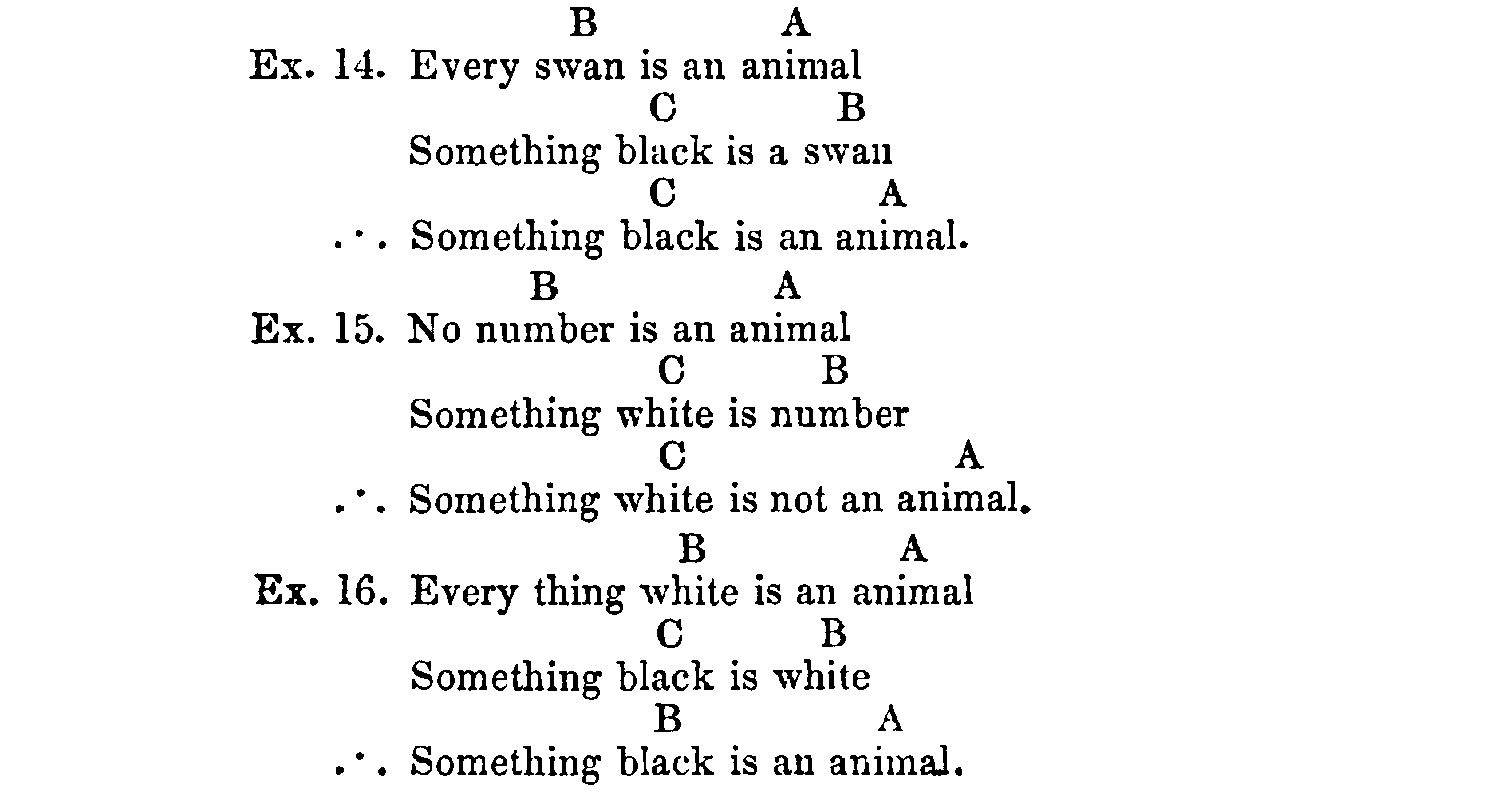 B A
Ex. 14. Every swan is an animal
C B
Something black is a swan
C A
.·. Something black is an animal.
B A
Ex. 15. No number is an animal
C B
Something white is number
C A
.·. Something white is not an animal.
B A
Ex. 16. Every thing white is an animal
C B
Something black is white
B A
.·. Something black is an animal.